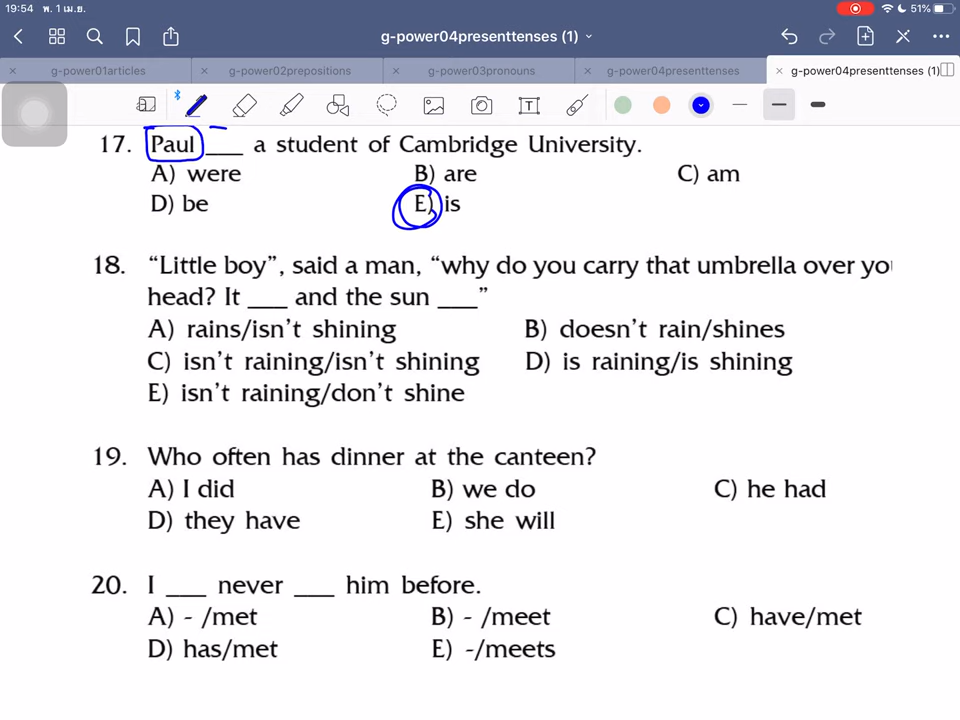 19:54 พ. 1 เม.ย. 51%
g-power04presenttenses (1)
g-power01articles g-power02prepositions g-power03pronouns g-power04presenttenses g-power04presenttenses (1)
17. Paul ___ a student of Cambridge University.
A) were B) are C) am
D) be E) is
18. “Little boy”, said a man, “why do you carry that umbrella over yo
head? It ___ and the sun ___”
A) rains/isn't shining B) doesn't rain/shines
C) isn't raining/isn't shining D) is raining/is shining
E) isn't raining/don't shine
19. Who often has dinner at the canteen?
A) I did B) we do C) he had
D) they have E) she will
20. I ___ never ___ him before.
A) - /met B) - /meet C) have/met
D) has/met E) -/meets